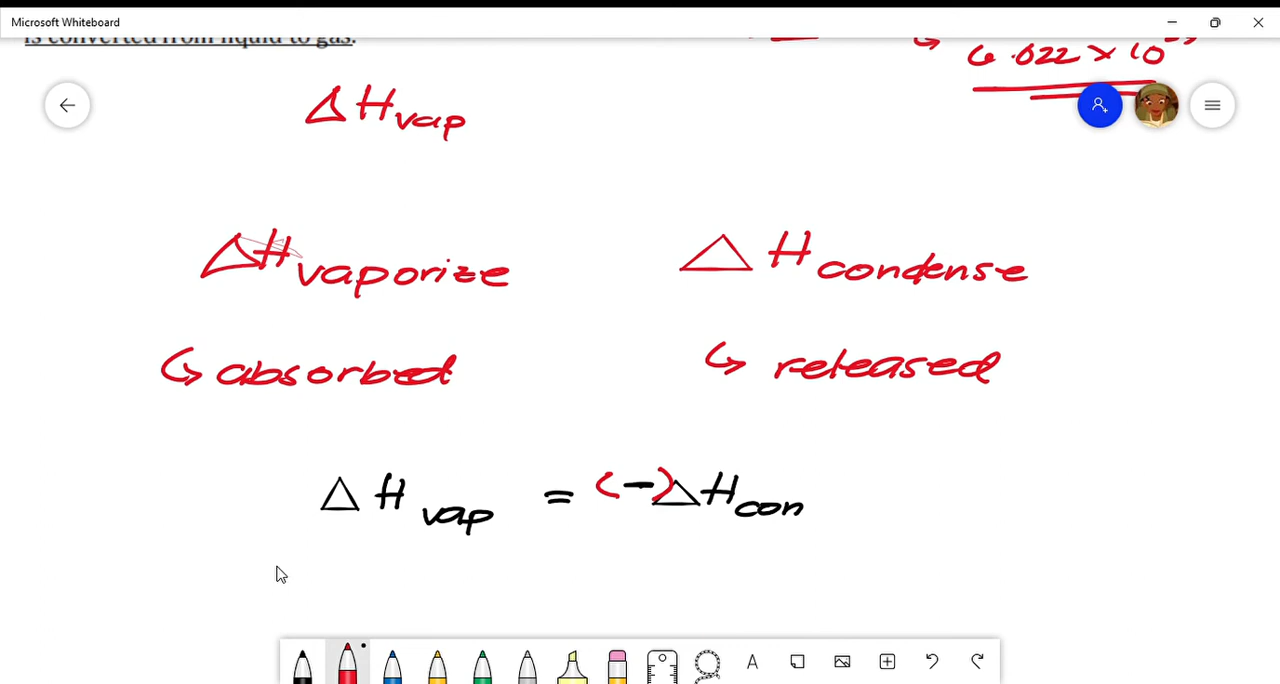 Microsoft Whiteboard
is converted from liquid to gas.
6.022 × 10
ΔHvap
ΔHvaporize ΔHcondense
↪ absorbed ↪ released
ΔHvap = (-)ΔHcon
A